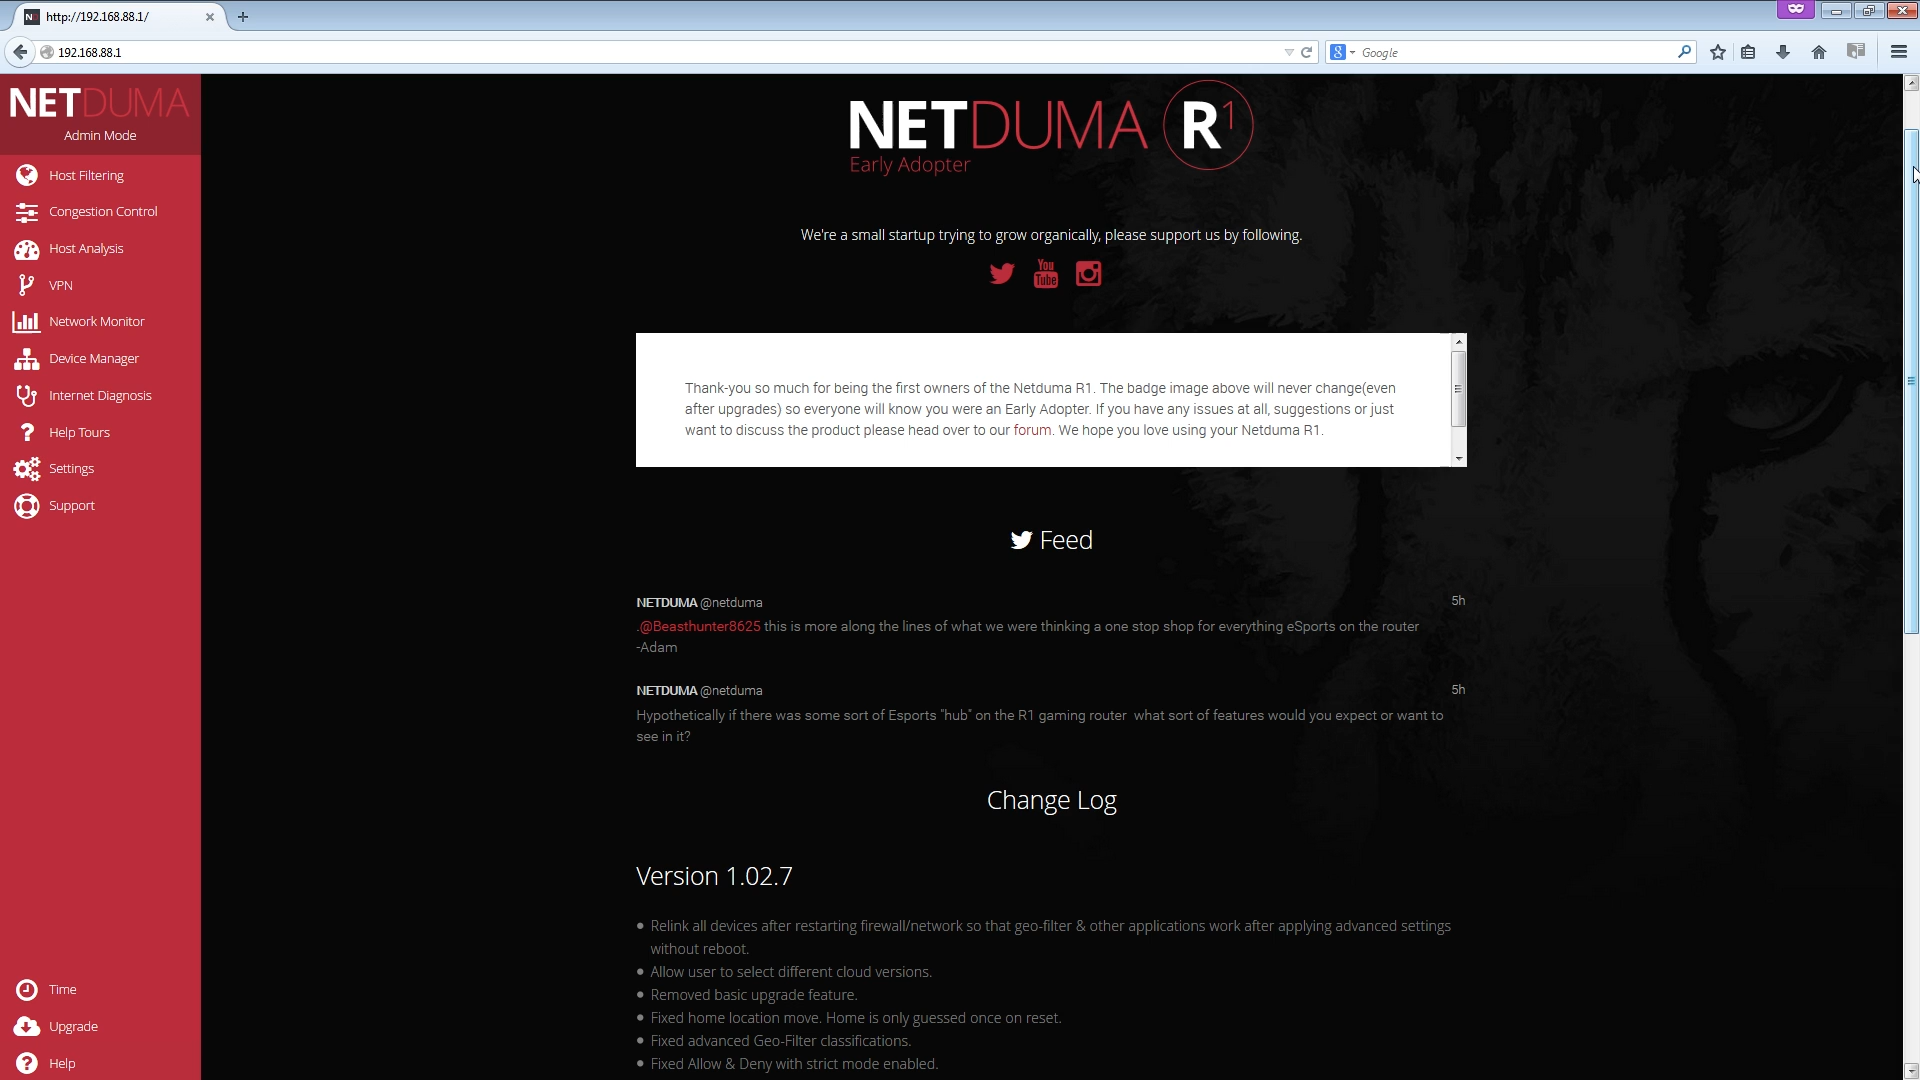 http://192.168.88.1/
192.168.88.1
Google
NETDUMA
Admin Mode
Host Filtering
Congestion Control
Host Analysis
VPN
Network Monitor
Device Manager
Internet Diagnosis
Help Tours
Settings
Support
Time
Upgrade
Help
NETDUMA R1
Early Adopter
We're a small startup trying to grow organically, please support us by following.
You
Tube
Thank-you so much for being the first owners of the Netduma R1. The badge image above will never change(even
after upgrades) so everyone will know you were an Early Adopter. If you have any issues at all, suggestions or just
want to discuss the product please head over to our forum. We hope you love using your Netduma R1.
Feed
NETDUMA @netduma 5h
.@Beasthunter8625 this is more along the lines of what we were thinking a one stop shop for everything eSports on the router
-Adam
NETDUMA @netduma 5h
Hypothetically if there was some sort of Esports "hub" on the R1 gaming router  what sort of features would you expect or want to
see in it?
Change Log
Version 1.02.7
• Relink all devices after restarting firewall/network so that geo-filter & other applications work after applying advanced settings
without reboot.
• Allow user to select different cloud versions.
• Removed basic upgrade feature.
• Fixed home location move. Home is only guessed once on reset.
• Fixed advanced Geo-Filter classifications.
• Fixed Allow & Deny with strict mode enabled.